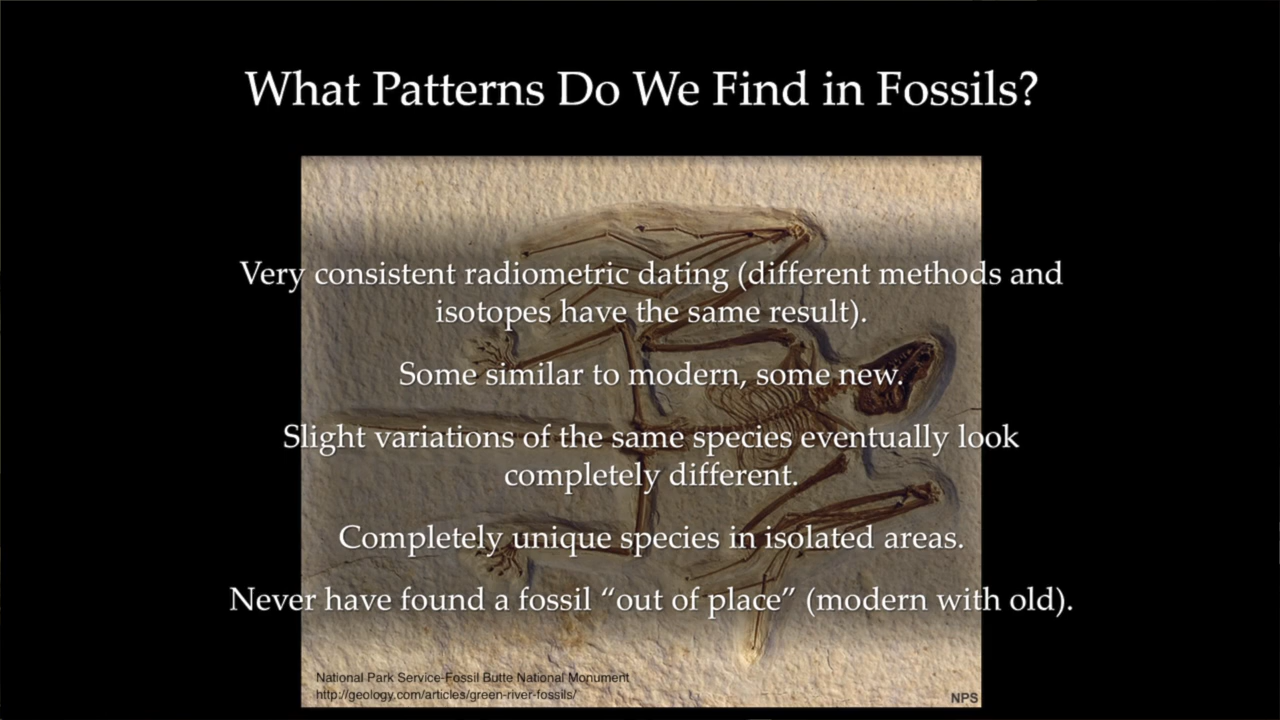 What Patterns Do We Find in Fossils?
Very consistent radiometric dating (different methods and
isotopes have the same result).
Some similar to modern, some new.
Slight variations of the same species eventually look
completely different.
Completely unique species in isolated areas.
Never have found a fossil “out of place” (modern with old).
National Park Service-Fossil Butte National Monument
http://geology.com/articles/green-river-fossils/
NPS